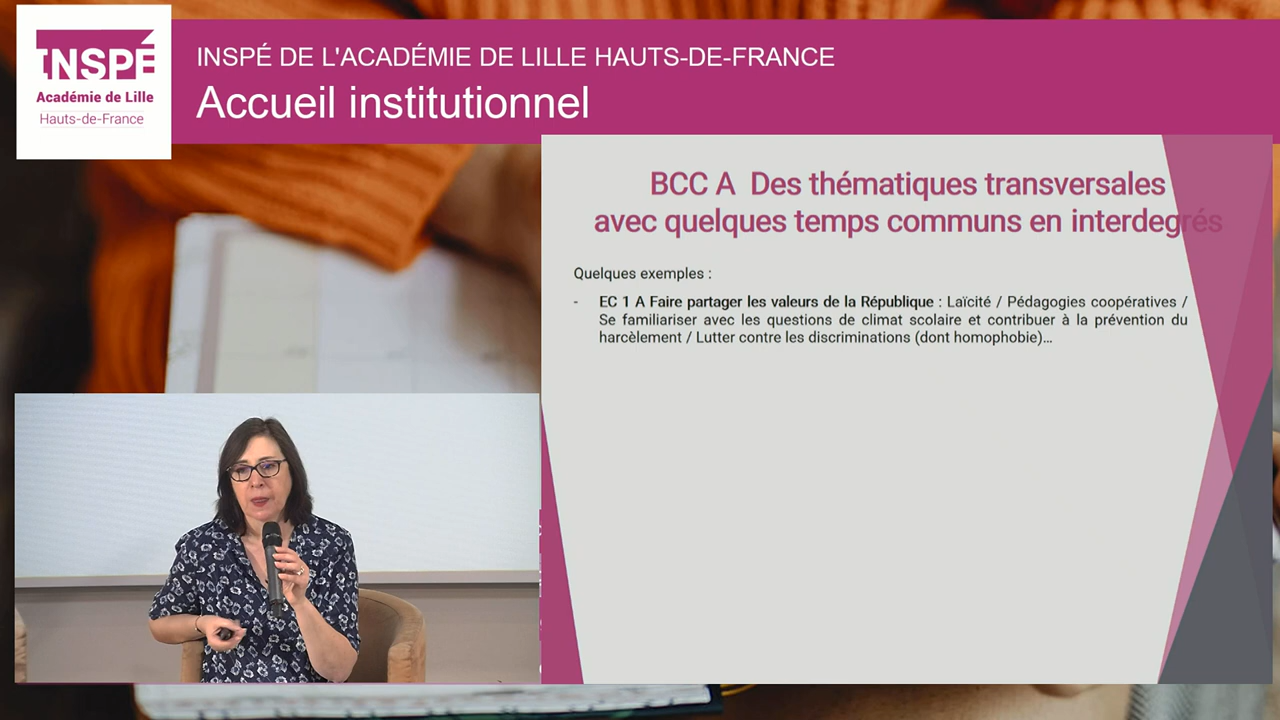 INSPÉ
Académie de Lille
Hauts-de-France
INSPÉ DE L'ACADÉMIE DE LILLE HAUTS-DE-FRANCE
Accueil institutionnel
BCC A Des thématiques transversales
avec quelques temps communs en interdegrés
Quelques exemples :
- EC 1 A Faire partager les valeurs de la République : Laïcité / Pédagogies coopératives /
Se familiariser avec les questions de climat scolaire et contribuer à la prévention du
harcèlement / Lutter contre les discriminations (dont homophobie)…